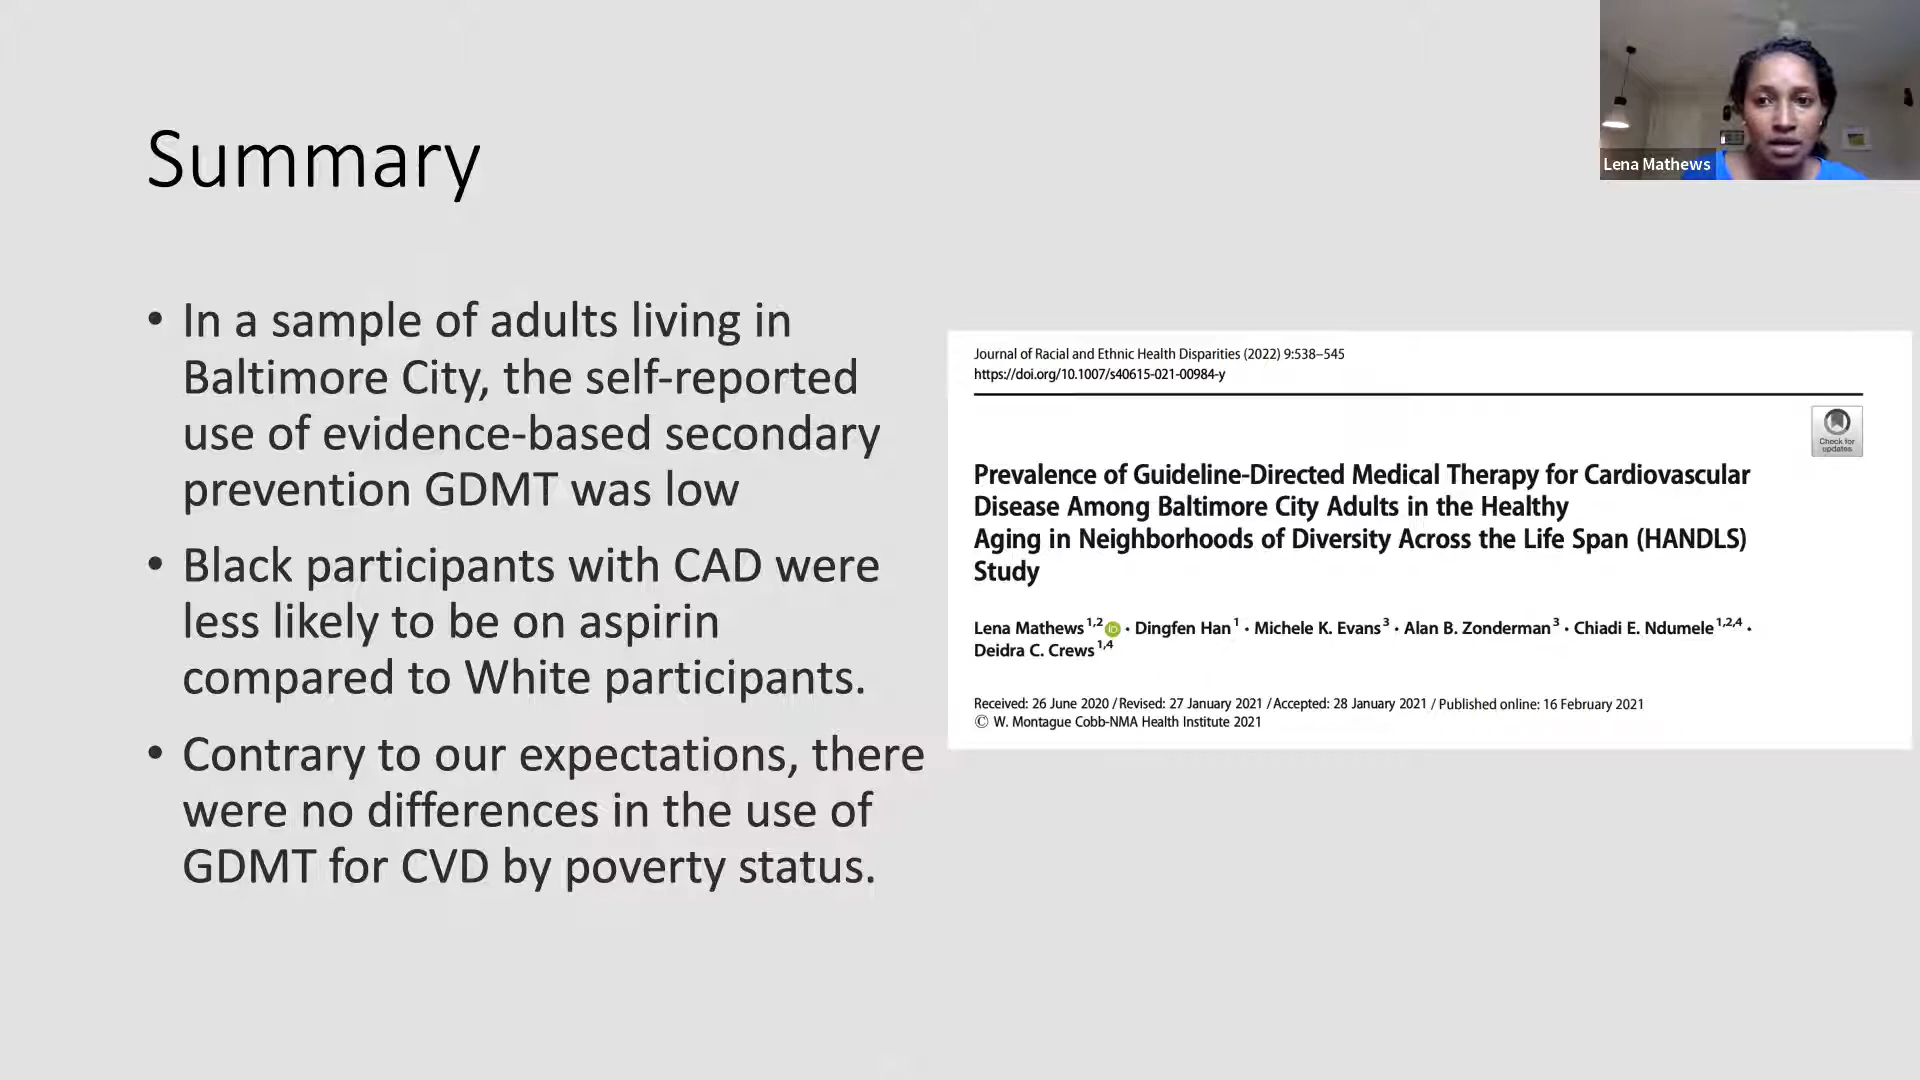 Summary
• In a sample of adults living in
Baltimore City, the self-reported
use of evidence-based secondary
prevention GDMT was low
• Black participants with CAD were
less likely to be on aspirin
compared to White participants.
• Contrary to our expectations, there
were no differences in the use of
GDMT for CVD by poverty status.
Lena Mathews
Journal of Racial and Ethnic Health Disparities (2022) 9:538–545
https://doi.org/10.1007/s40615-021-00984-y
Check for
updates
Prevalence of Guideline-Directed Medical Therapy for Cardiovascular
Disease Among Baltimore City Adults in the Healthy
Aging in Neighborhoods of Diversity Across the Life Span (HANDLS)
Study
Lena Mathews 1,2 iD · Dingfen Han 1 · Michele K. Evans 3 · Alan B. Zonderman 3 · Chiadi E. Ndumele 1,2,4 ·
Deidra C. Crews 1,4
Received: 26 June 2020 / Revised: 27 January 2021 / Accepted: 28 January 2021 / Published online: 16 February 2021
© W. Montague Cobb-NMA Health Institute 2021